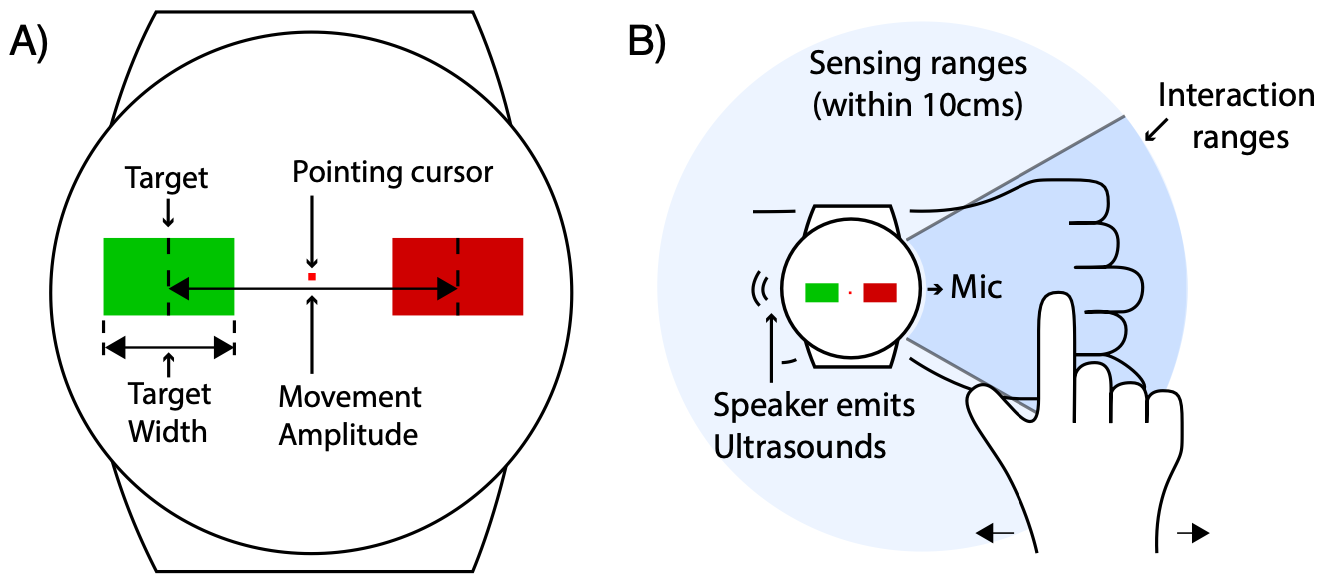 A)
Target
Pointing cursor
Target
Width
Movement
Amplitude
B)
Sensing ranges
(within 10cms)
Interaction
ranges
Mic
Speaker emits
Ultrasounds